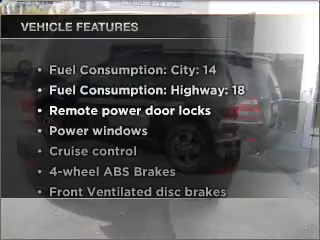 VEHICLE FEATURES
• Fuel Consumption: City: 14
• Fuel Consumption: Highway: 18
• Remote power door locks
• Power windows
• Cruise control
• 4-wheel ABS Brakes
• Front Ventilated disc brakes